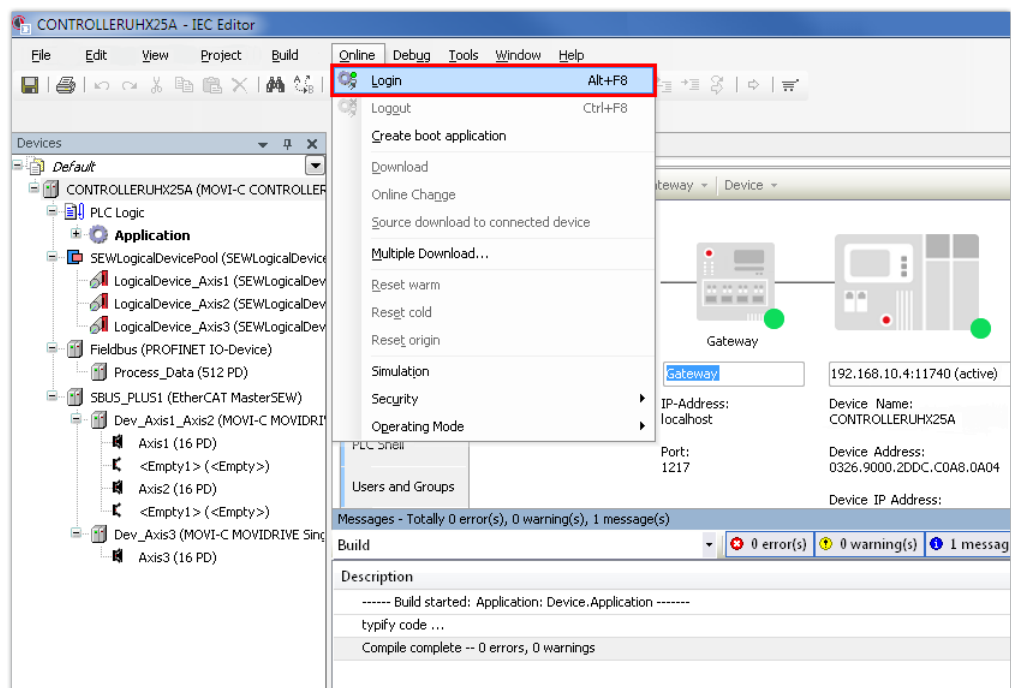 CONTROLLERUHX25A - IEC Editor
File Edit View Project Build Online Debug Tools Window Help
Login Alt+F8
Logout Ctrl+F8
Create boot application
Download
Online Change
Source download to connected device
Multiple Download...
Reset warm
Reset cold
Reset origin
Simulation
Security
Operating Mode
Devices
Default
CONTROLLERUHX25A (MOVI-C CONTROLLER
PLC Logic
Application
SEWLogicalDevicePool (SEWLogicalDevice
LogicalDevice_Axis1 (SEWLogicalDev
LogicalDevice_Axis2 (SEWLogicalDev
LogicalDevice_Axis3 (SEWLogicalDev
Fieldbus (PROFINET IO-Device)
Process_Data (512 PD)
SBUS_PLUS1 (EtherCAT MasterSEW)
Dev_Axis1_Axis2 (MOVI-C MOVIDRI
Axis1 (16 PD)
<Empty1> (<Empty>)
Axis2 (16 PD)
<Empty1> (<Empty>)
Dev_Axis3 (MOVI-C MOVIDRIVE Sing
Axis3 (16 PD)
teway Device
Gateway
Gateway
192.168.10.4:11740 (active)
IP-Address:
localhost
Device Name:
CONTROLLERUHX25A
Port:
1217
Device Address:
0326.9000.2DDC.C0A8.0A04
Device IP Address:
PLC Shell
Users and Groups
Messages - Totally 0 error(s), 0 warning(s), 1 message(s)
Build 0 error(s) 0 warning(s) 1 messag
Description
------ Build started: Application: Device.Application -------
typify code ...
Compile complete -- 0 errors, 0 warnings